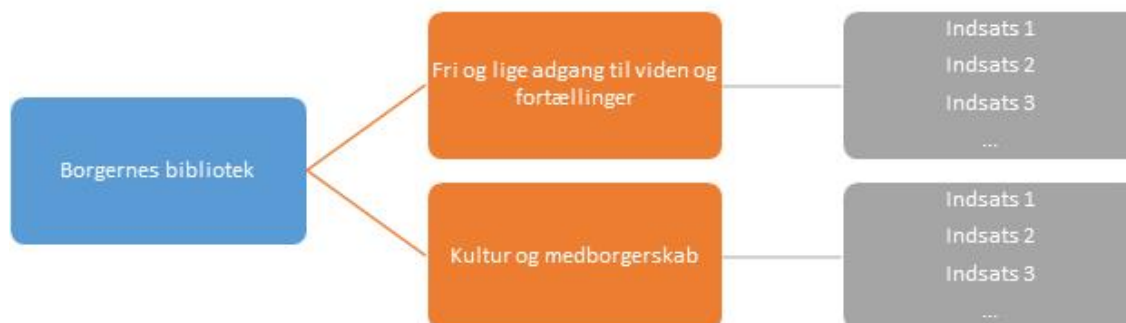 Borgernes bibliotek
Fri og lige adgang til viden og
fortællinger
Indsats 1
Indsats 2
Indsats 3
...
Kultur og medborgerskab
Indsats 1
Indsats 2
Indsats 3
...